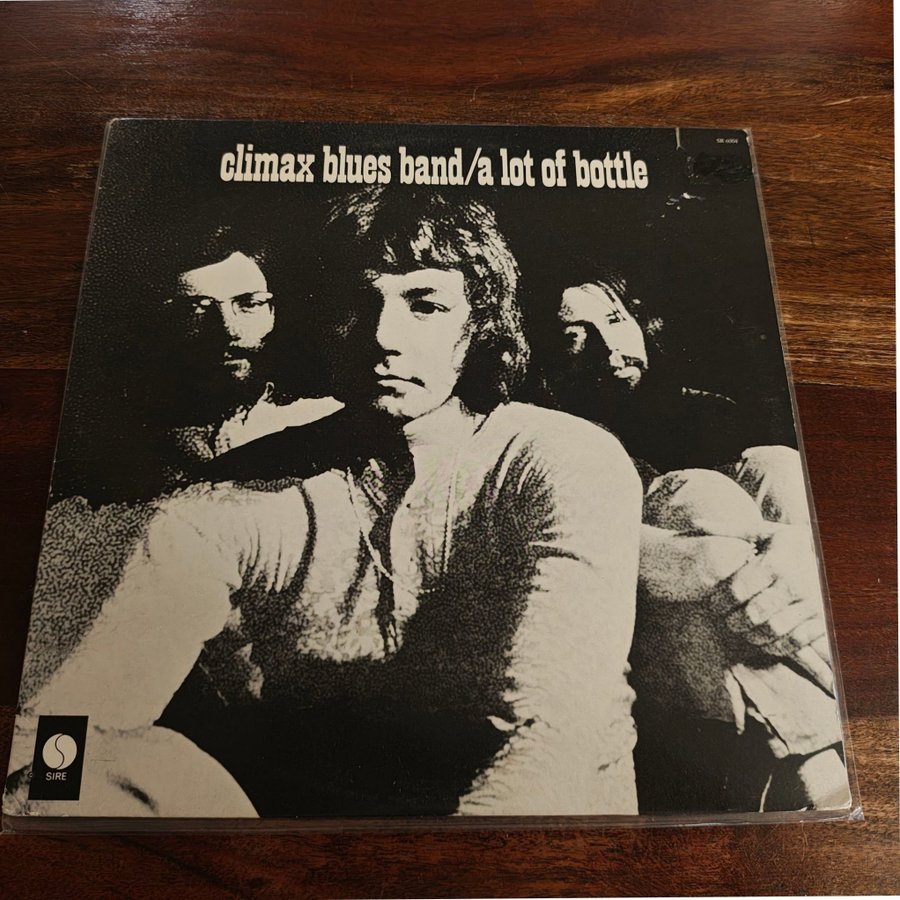 climax blues band/a lot of bottle
SIRE